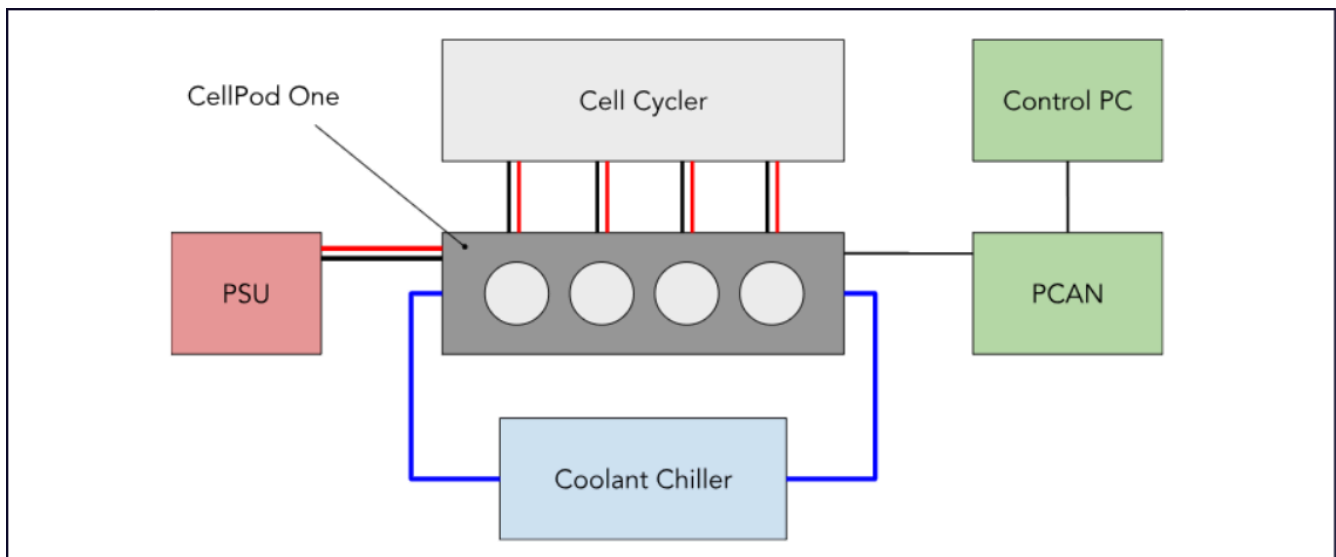 CellPod One
Cell Cycler
Control PC
PSU
PCAN
Coolant Chiller